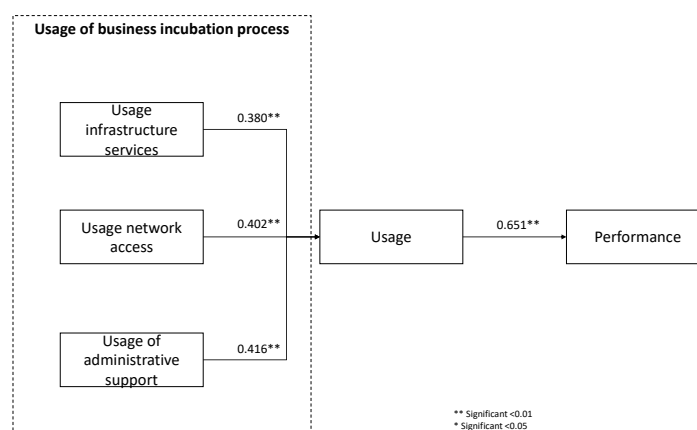 Usage of business incubation process
Usage
infrastructure
services
0.380**
Usage network
access
0.402**
Usage
0.651**
Performance
Usage of
administrative
support
0.416**
** Significant <0.01
* Significant <0.05